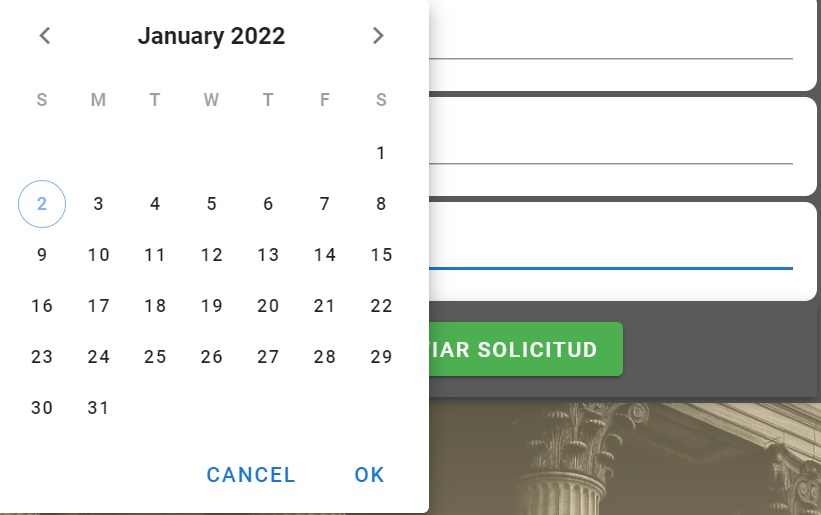 January 2022
S M T W T F S
1
2 3 4 5 6 7 8
9 10 11 12 13 14 15
16 17 18 19 20 21 22
23 24 25 26 27 28 29
30 31
IAR SOLICITUD
CANCEL OK